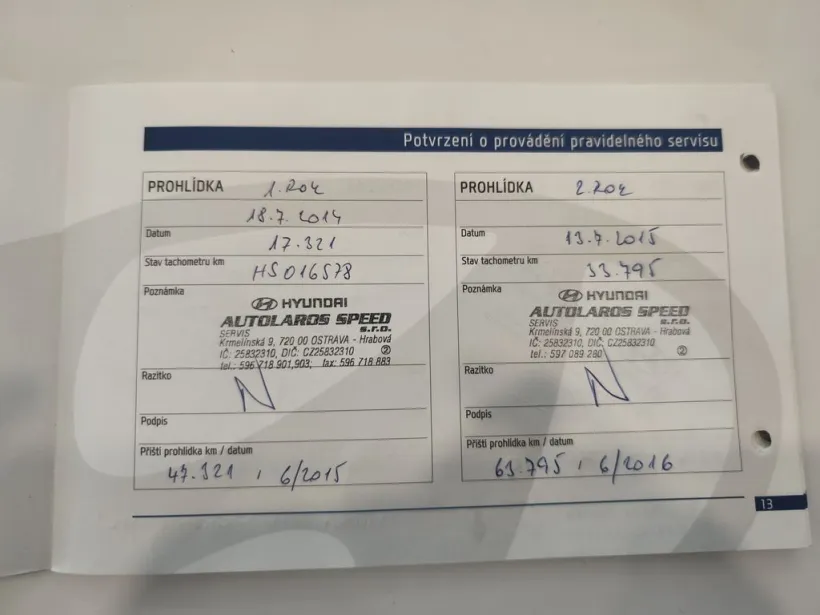 Potvrzení o provádění pravidelného servisu
PROHLÍDKA 1. Rok
18.7.2014
Datum
17.321
Stav tachometru km
HS016578
Poznámka
HYUNDAI
AUTOLAROS SPEED
s.r.o.
SERVIS
Krmelínská 9, 720 00 OSTRAVA - Hrabová
IČ: 25832310, DIČ: CZ25832310 2
tel.: 596 718 901,903; fax: 596 718 883
Razítko
Podpis
Příští prohlídka km / datum
47.321 , 6/2015
PROHLÍDKA 2. Rok
Datum
13.7.2015
Stav tachometru km
33.795
Poznámka
HYUNDAI
AUTOLAROS SPEED
s.r.o.
SERVIS
Krmelínská 9, 720 00 OSTRAVA - Hrabová
IČ: 25832310, DIČ: CZ25832310
tel.: 597 089 280 2
Razítko
Podpis
Příští prohlídka km / datum
63.795 , 6/2016
13